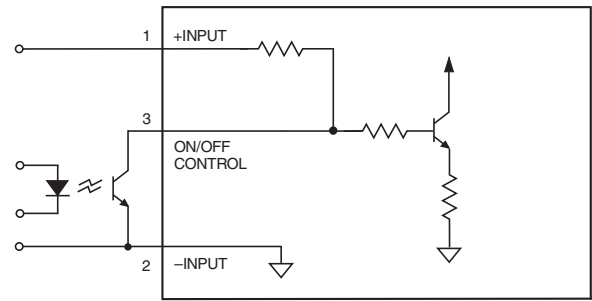 1 +INPUT
3
ON/OFF
CONTROL
2 –INPUT